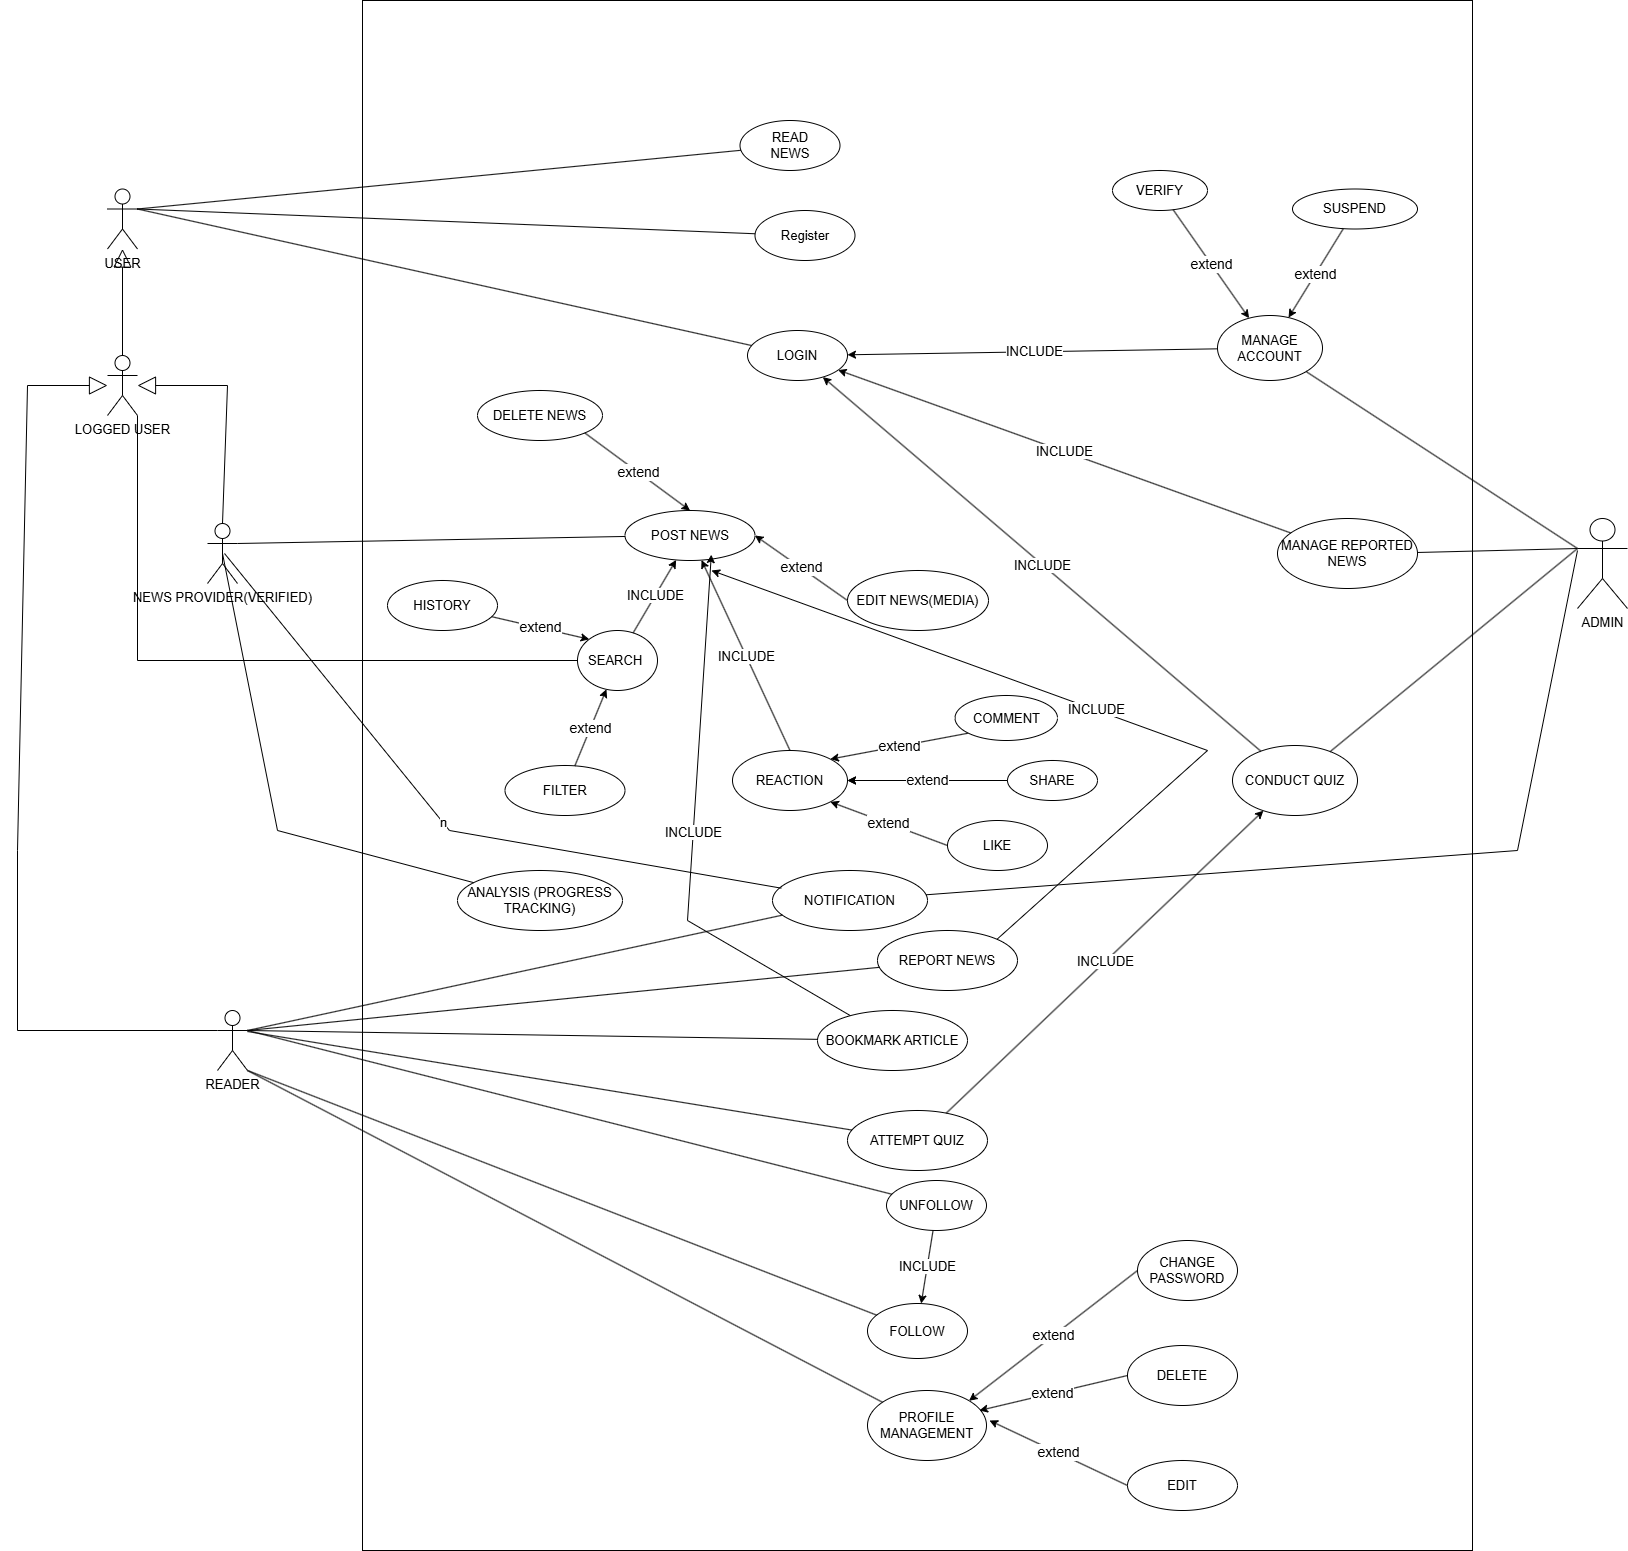 READ
NEWS
VERIFY
SUSPEND
Register
USER
extend
extend
MANAGE
ACCOUNT
LOGIN
INCLUDE
DELETE NEWS
LOGGED USER
INCLUDE
extend
POST NEWS
MANAGE REPORTED
NEWS
extend
INCLUDE
NEWS PROVIDER(VERIFIED)
HISTORY
INCLUDE
EDIT NEWS(MEDIA)
ADMIN
extend
SEARCH
INCLUDE
INCLUDE
COMMENT
extend
extend
REACTION
extend
SHARE
CONDUCT QUIZ
FILTER
n
INCLUDE
extend
LIKE
ANALYSIS (PROGRESS
TRACKING)
NOTIFICATION
REPORT NEWS
INCLUDE
BOOKMARK ARTICLE
READER
ATTEMPT QUIZ
UNFOLLOW
INCLUDE
CHANGE
PASSWORD
FOLLOW
extend
DELETE
extend
PROFILE
MANAGEMENT
extend
EDIT